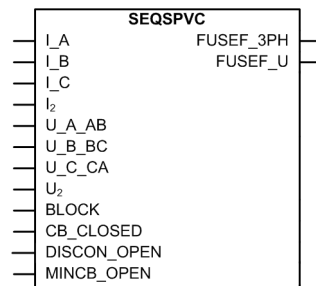 SEQSPVC
I_A FUSEF_3PH
I_B FUSEF_U
I_C
I₂
U_A_AB
U_B_BC
U_C_CA
U₂
BLOCK
CB_CLOSED
DISCON_OPEN
MINCB_OPEN